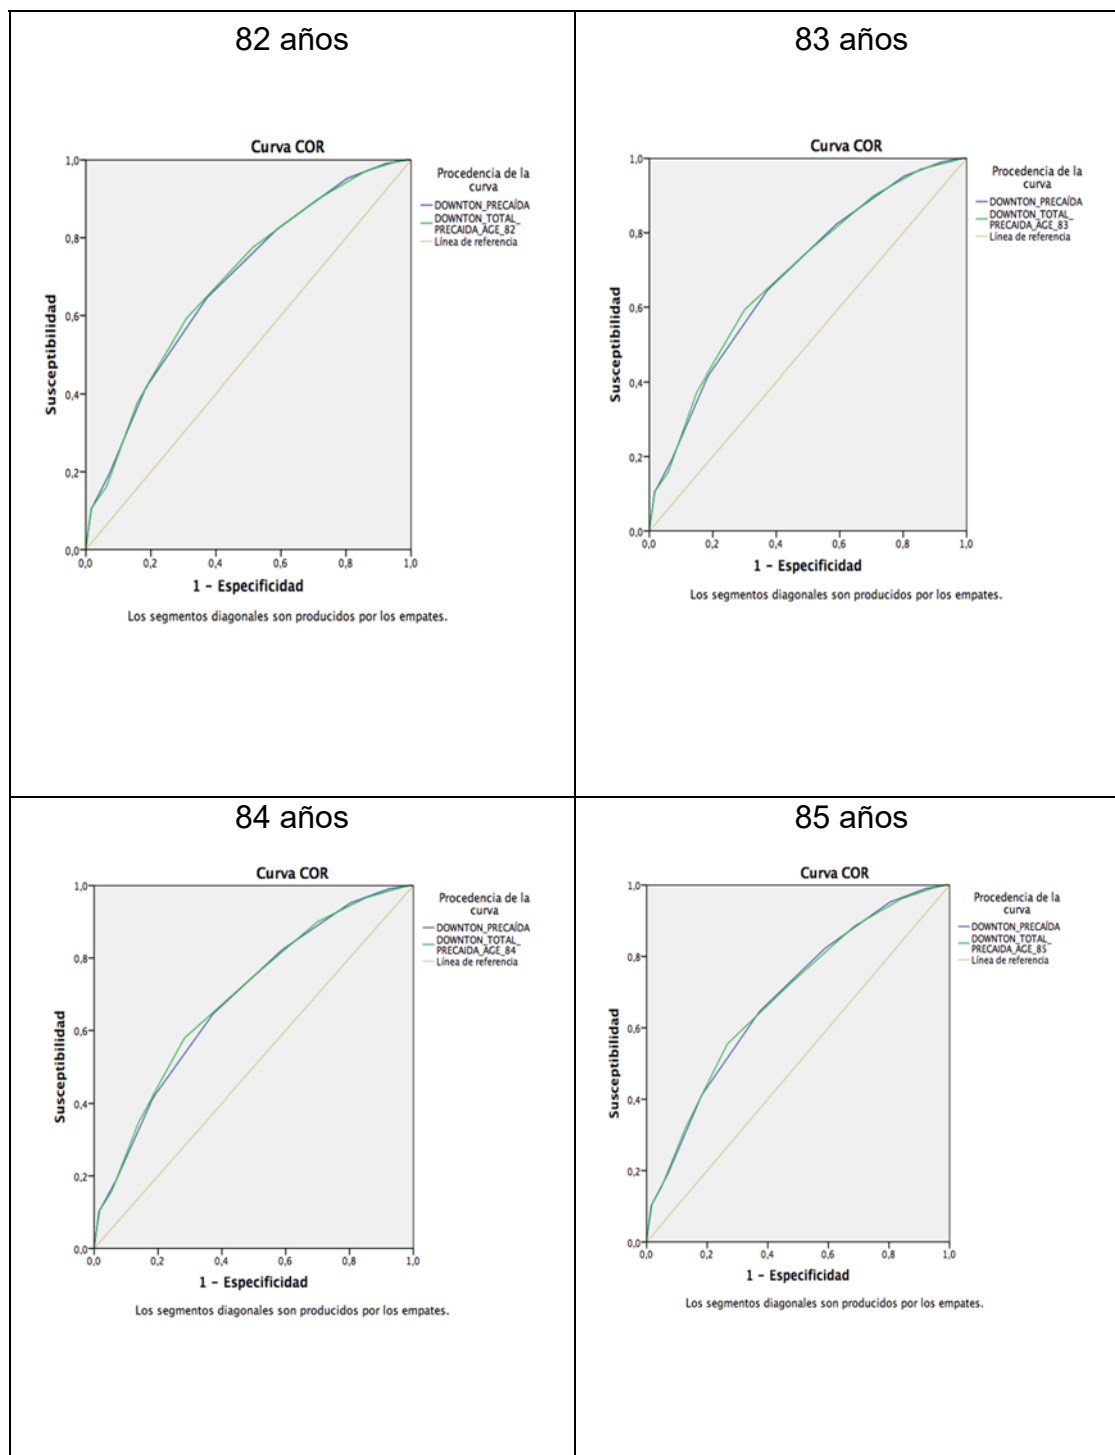 82 años
Curva COR
1,0
0,8
0,6
0,4
0,2
0,0
0,0 0,2 0,4 0,6 0,8 1,0
Susceptibilidad
1 - Especificidad
Procedencia de la
curva
DOWNTON_PRECAÍDA
DOWNTON_TOTAL_
PRECAIDA_AGE_82
Línea de referencia
Los segmentos diagonales son producidos por los empates.
83 años
Curva COR
1,0
0,8
0,6
0,4
0,2
0,0
0,0 0,2 0,4 0,6 0,8 1,0
Susceptibilidad
1 - Especificidad
Procedencia de la
curva
DOWNTON_PRECAÍDA
DOWNTON_TOTAL_
PRECAIDA_AGE_83
Línea de referencia
Los segmentos diagonales son producidos por los empates.
84 años
Curva COR
1,0
0,8
0,6
0,4
0,2
0,0
0,0 0,2 0,4 0,6 0,8 1,0
Susceptibilidad
1 - Especificidad
Procedencia de la
curva
DOWNTON_PRECAÍDA
DOWNTON_TOTAL_
PRECAIDA_AGE_84
Línea de referencia
Los segmentos diagonales son producidos por los empates.
85 años
Curva COR
1,0
0,8
0,6
0,4
0,2
0,0
0,0 0,2 0,4 0,6 0,8 1,0
Susceptibilidad
1 - Especificidad
Procedencia de la
curva
DOWNTON_PRECAÍDA
DOWNTON_TOTAL_
PRECAIDA_AGE_85
Línea de referencia
Los segmentos diagonales son producidos por los empates.